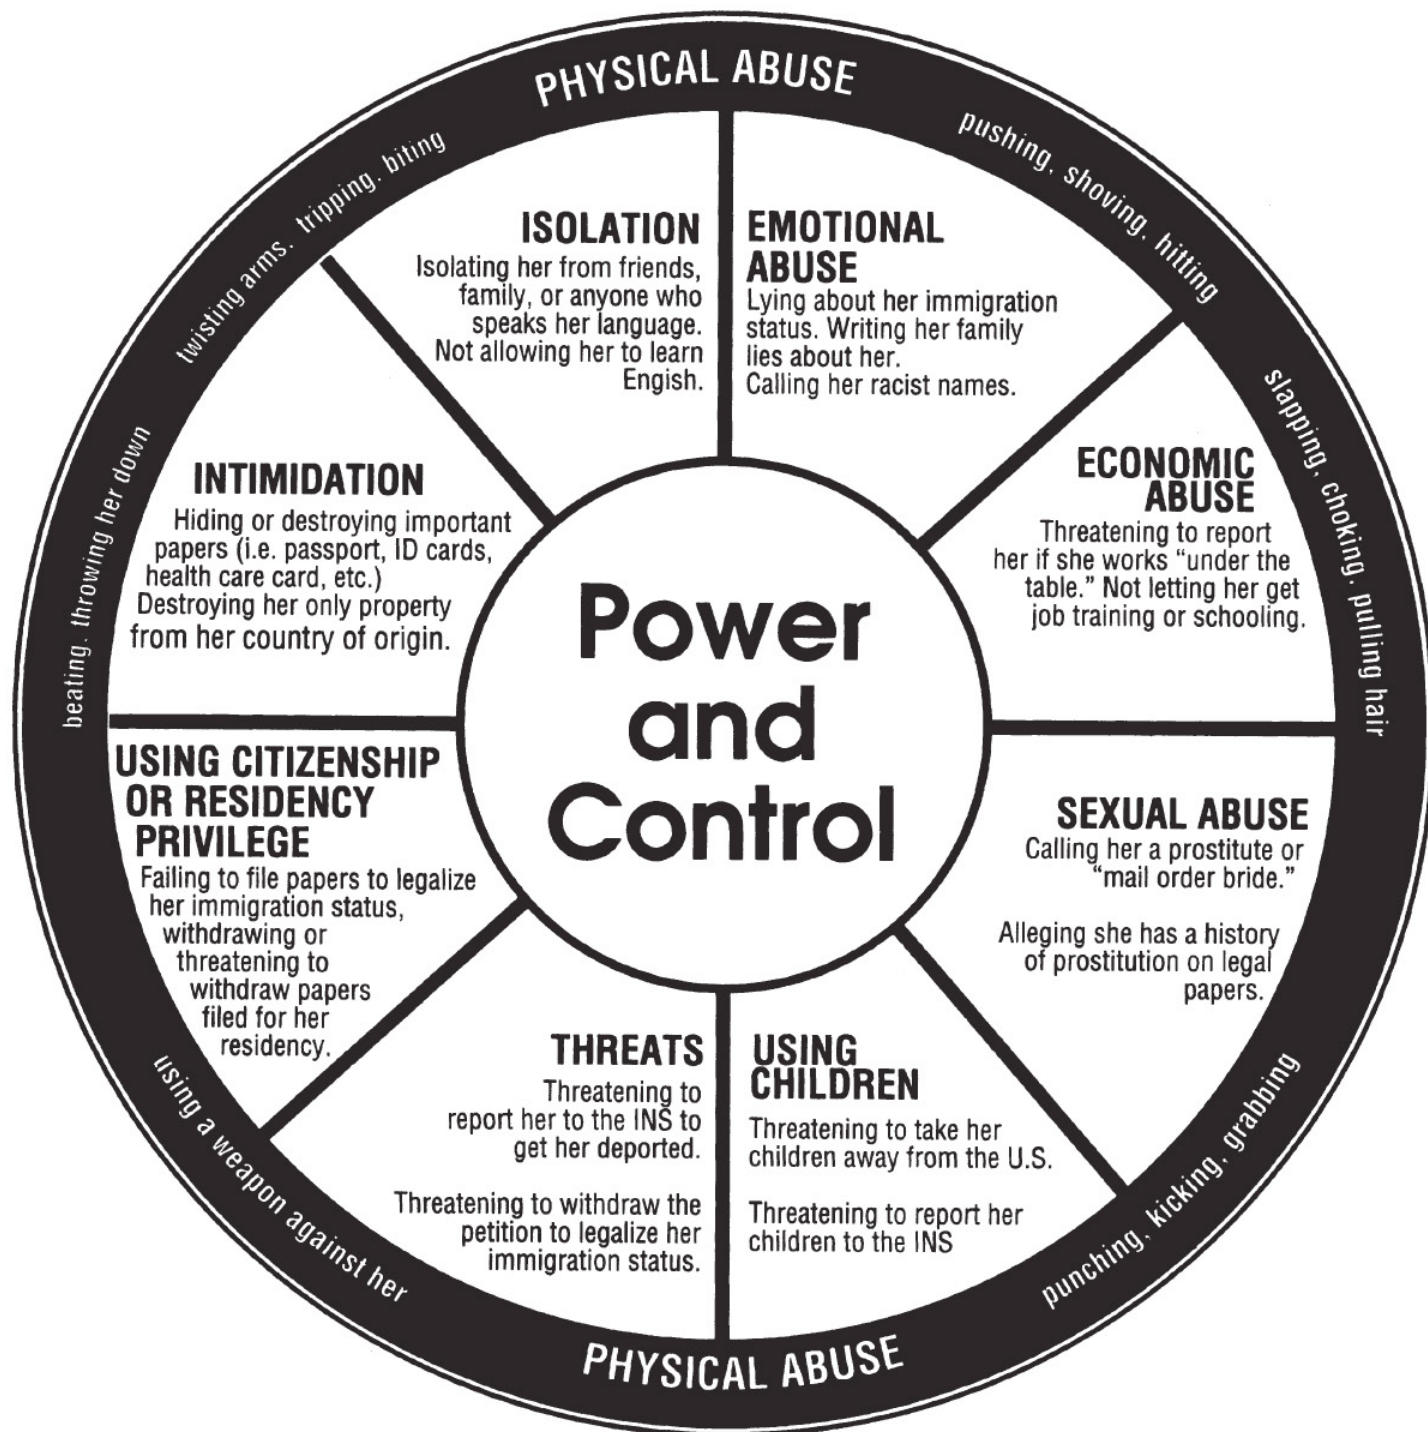 PHYSICAL ABUSE
pushing, shoving, hitting
slapping, choking, pulling hair
punching, kicking, grabbing
PHYSICAL ABUSE
using a weapon against her
beating, throwing her down
twisting arms, tripping, biting
Power
and
Control
ISOLATION
Isolating her from friends,
family, or anyone who
speaks her language.
Not allowing her to learn
Engish.
EMOTIONAL
ABUSE
Lying about her immigration
status. Writing her family
lies about her.
Calling her racist names.
ECONOMIC
ABUSE
Threatening to report
her if she works “under the
table.” Not letting her get
job training or schooling.
SEXUAL ABUSE
Calling her a prostitute or
“mail order bride.”
Alleging she has a history
of prostitution on legal
papers.
USING
CHILDREN
Threatening to take her
children away from the U.S.
Threatening to report her
children to the INS
THREATS
Threatening to
report her to the INS to
get her deported.
Threatening to withdraw the
petition to legalize her
immigration status.
USING CITIZENSHIP
OR RESIDENCY
PRIVILEGE
Failing to file papers to legalize
her immigration status,
withdrawing or
threatening to
withdraw papers
filed for her
residency.
INTIMIDATION
Hiding or destroying important
papers (i.e. passport, ID cards,
health care card, etc.)
Destroying her only property
from her country of origin.